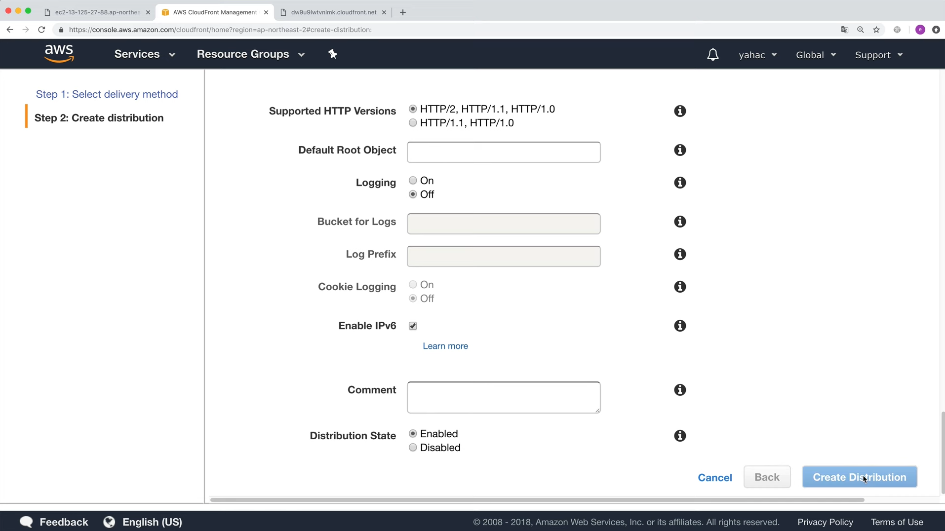 ec2-13-125-27-88.ap-northe
AWS CloudFront Management
https://console.aws.amazon.com/cloudfront/home?region=ap-northeast-2#create-distribution:
aws
Services
Resource Groups
yahac
Global
Support
Step 1: Select delivery method
Step 2: Create distribution
Supported HTTP Versions
HTTP/2, HTTP/1.1, HTTP/1.0
HTTP/1.1, HTTP/1.0
Default Root Object
Logging
On
Off
Bucket for Logs
Log Prefix
Cookie Logging
On
Off
Enable IPv6
Learn more
Comment
Distribution State
Enabled
Disabled
Cancel
Back
Create Distribution
Feedback
English (US)
© 2008 - 2018, Amazon Web Services, Inc. or its affiliates. All rights reserved.
Privacy Policy
Terms of Use